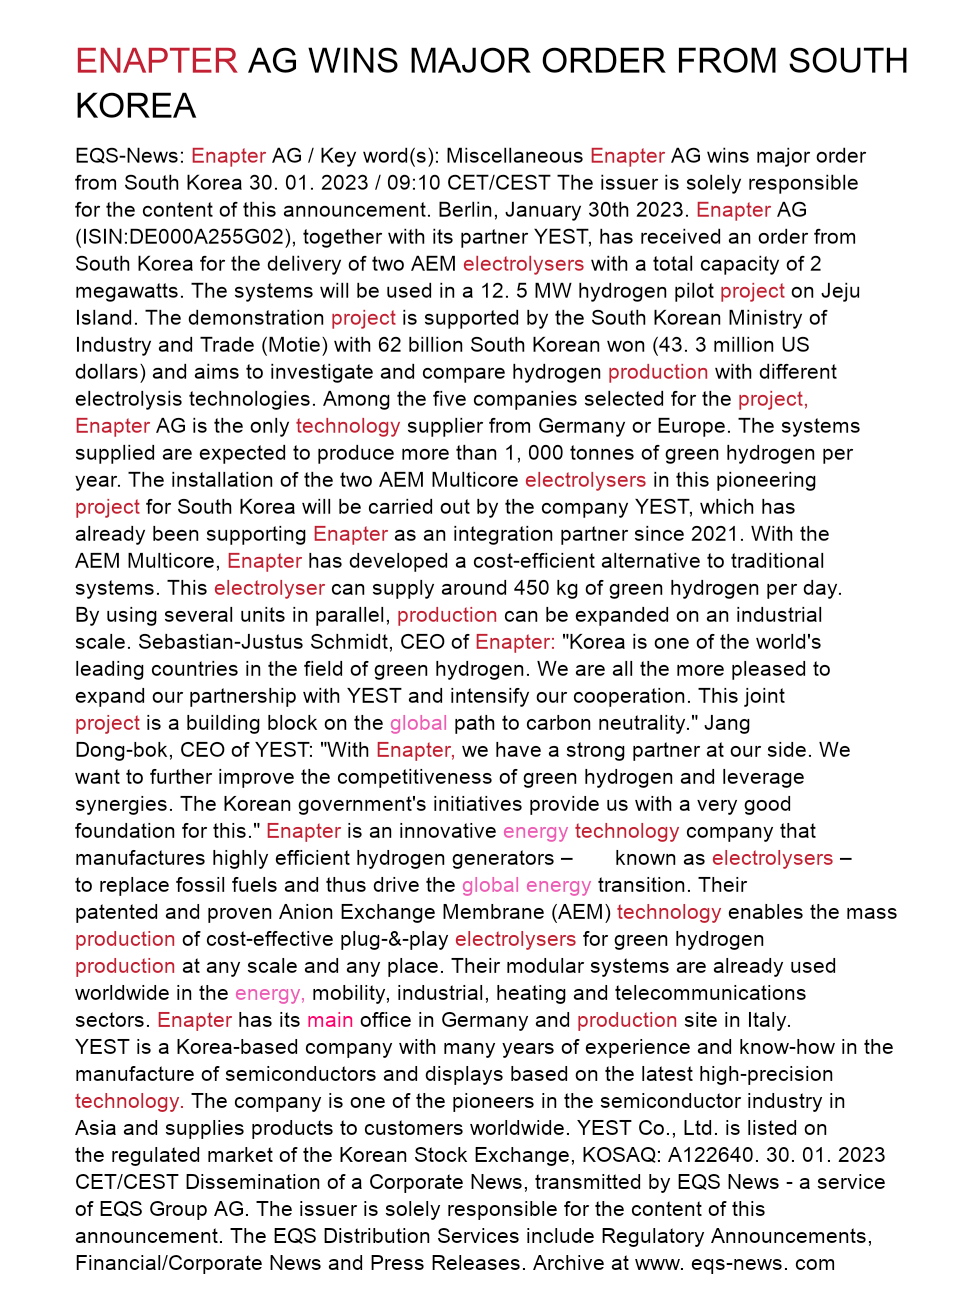 ENAPTER AG WINS MAJOR ORDER FROM SOUTH
KOREA
EQS-News: Enapter AG / Key word(s): Miscellaneous Enapter AG wins major order
from South Korea 30. 01. 2023 / 09:10 CET/CEST The issuer is solely responsible
for the content of this announcement. Berlin, January 30th 2023. Enapter AG
(ISIN:DE000A255G02), together with its partner YEST, has received an order from
South Korea for the delivery of two AEM electrolysers with a total capacity of 2
megawatts. The systems will be used in a 12. 5 MW hydrogen pilot project on Jeju
Island. The demonstration project is supported by the South Korean Ministry of
Industry and Trade (Motie) with 62 billion South Korean won (43. 3 million US
dollars) and aims to investigate and compare hydrogen production with different
electrolysis technologies. Among the five companies selected for the project,
Enapter AG is the only technology supplier from Germany or Europe. The systems
supplied are expected to produce more than 1, 000 tonnes of green hydrogen per
year. The installation of the two AEM Multicore electrolysers in this pioneering
project for South Korea will be carried out by the company YEST, which has
already been supporting Enapter as an integration partner since 2021. With the
AEM Multicore, Enapter has developed a cost-efficient alternative to traditional
systems. This electrolyser can supply around 450 kg of green hydrogen per day.
By using several units in parallel, production can be expanded on an industrial
scale. Sebastian-Justus Schmidt, CEO of Enapter: "Korea is one of the world's
leading countries in the field of green hydrogen. We are all the more pleased to
expand our partnership with YEST and intensify our cooperation. This joint
project is a building block on the global path to carbon neutrality." Jang
Dong-bok, CEO of YEST: "With Enapter, we have a strong partner at our side. We
want to further improve the competitiveness of green hydrogen and leverage
synergies. The Korean government's initiatives provide us with a very good
foundation for this." Enapter is an innovative energy technology company that
manufactures highly efficient hydrogen generators – known as electrolysers –
to replace fossil fuels and thus drive the global energy transition. Their
patented and proven Anion Exchange Membrane (AEM) technology enables the mass
production of cost-effective plug-&-play electrolysers for green hydrogen
production at any scale and any place. Their modular systems are already used
worldwide in the energy, mobility, industrial, heating and telecommunications
sectors. Enapter has its main office in Germany and production site in Italy.
YEST is a Korea-based company with many years of experience and know-how in the
manufacture of semiconductors and displays based on the latest high-precision
technology. The company is one of the pioneers in the semiconductor industry in
Asia and supplies products to customers worldwide. YEST Co., Ltd. is listed on
the regulated market of the Korean Stock Exchange, KOSAQ: A122640. 30. 01. 2023
CET/CEST Dissemination of a Corporate News, transmitted by EQS News - a service
of EQS Group AG. The issuer is solely responsible for the content of this
announcement. The EQS Distribution Services include Regulatory Announcements,
Financial/Corporate News and Press Releases. Archive at www. eqs-news. com